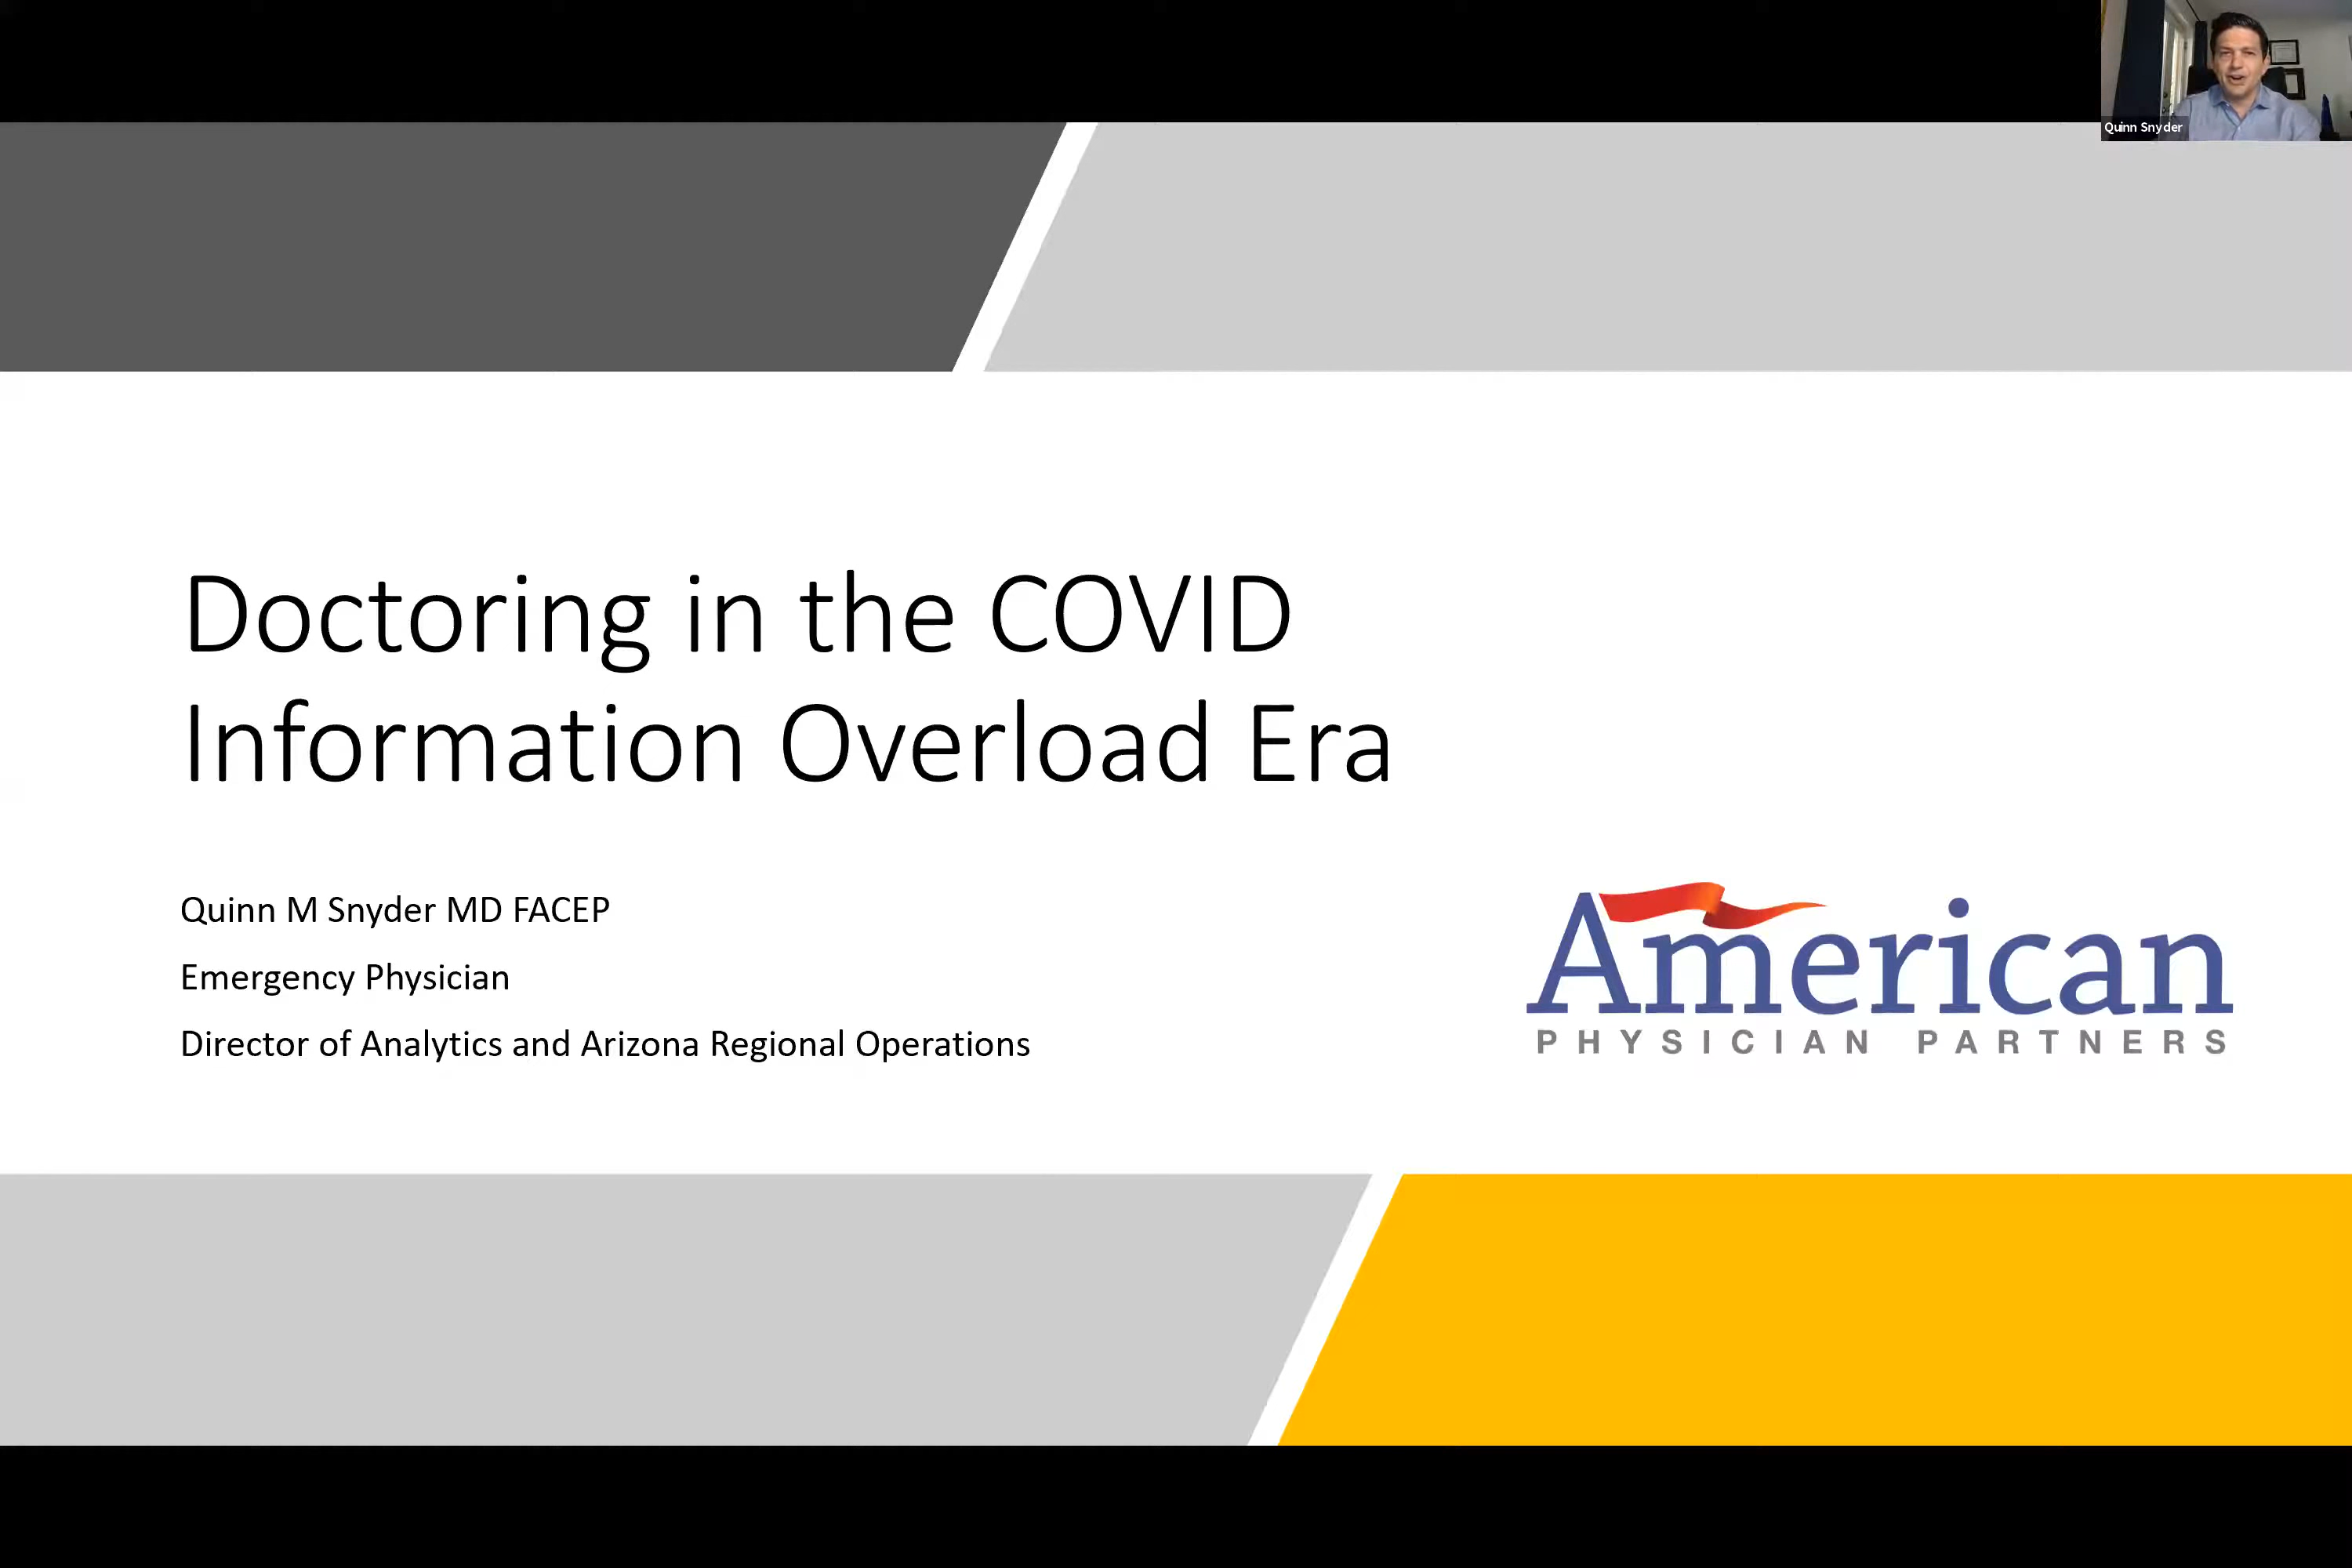 Quinn Snyder
Doctoring in the COVID
Information Overload Era
Quinn M Snyder MD FACEP
Emergency Physician
Director of Analytics and Arizona Regional Operations
American
PHYSICIAN PARTNERS